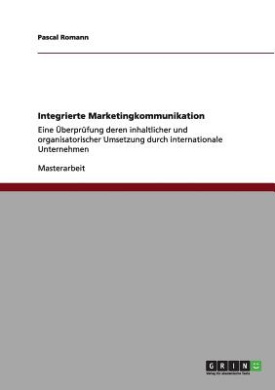 Pascal Romann
Integrierte Marketingkommunikation
Eine Überprüfung deren inhaltlicher und
organisatorischer Umsetzung durch internationale
Unternehmen
Masterarbeit
GRIN